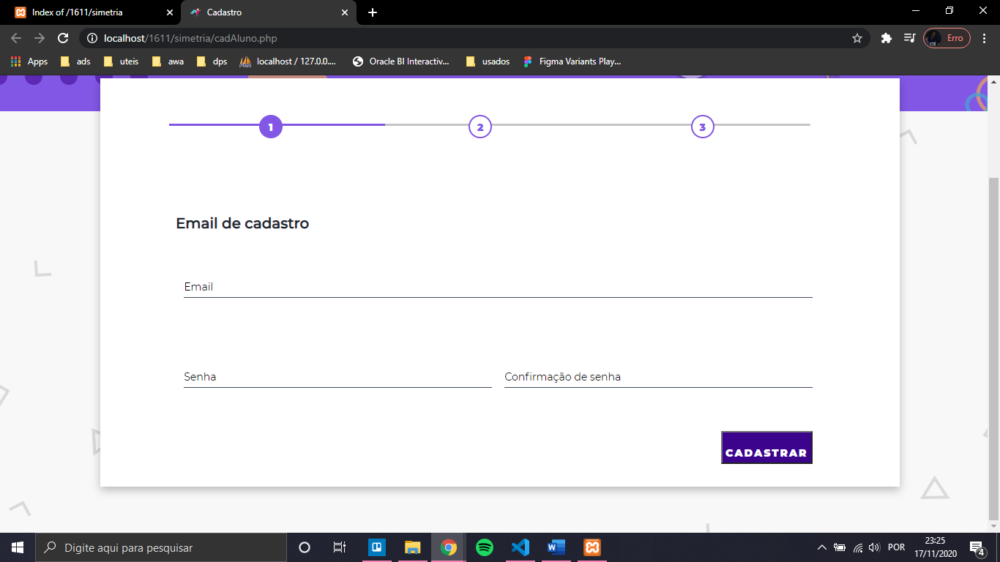 Index of /1611/simetria
Cadastro
localhost/1611/simetria/cadAluno.php
Erro
Apps ads uteis awa dps localhost / 127.0.0.... Oracle BI Interactiv... usados Figma Variants Play...
1 2 3
Email de cadastro
Email
Senha Confirmação de senha
CADASTRAR
Digite aqui para pesquisar
POR
23:25
17/11/2020
4